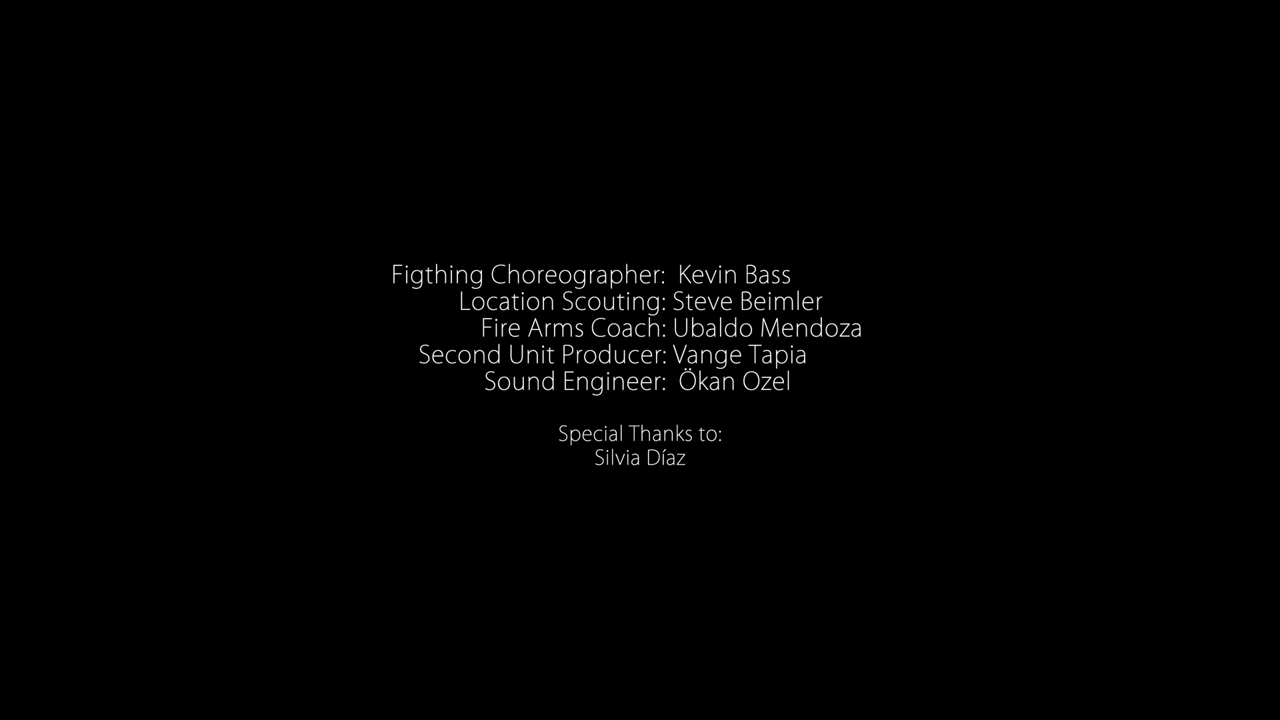 Figthing Choreographer: Kevin Bass
Location Scouting: Steve Beimler
Fire Arms Coach: Ubaldo Mendoza
Second Unit Producer: Vange Tapia
Sound Engineer: Ökan Ozel
Special Thanks to:
Silvia Díaz